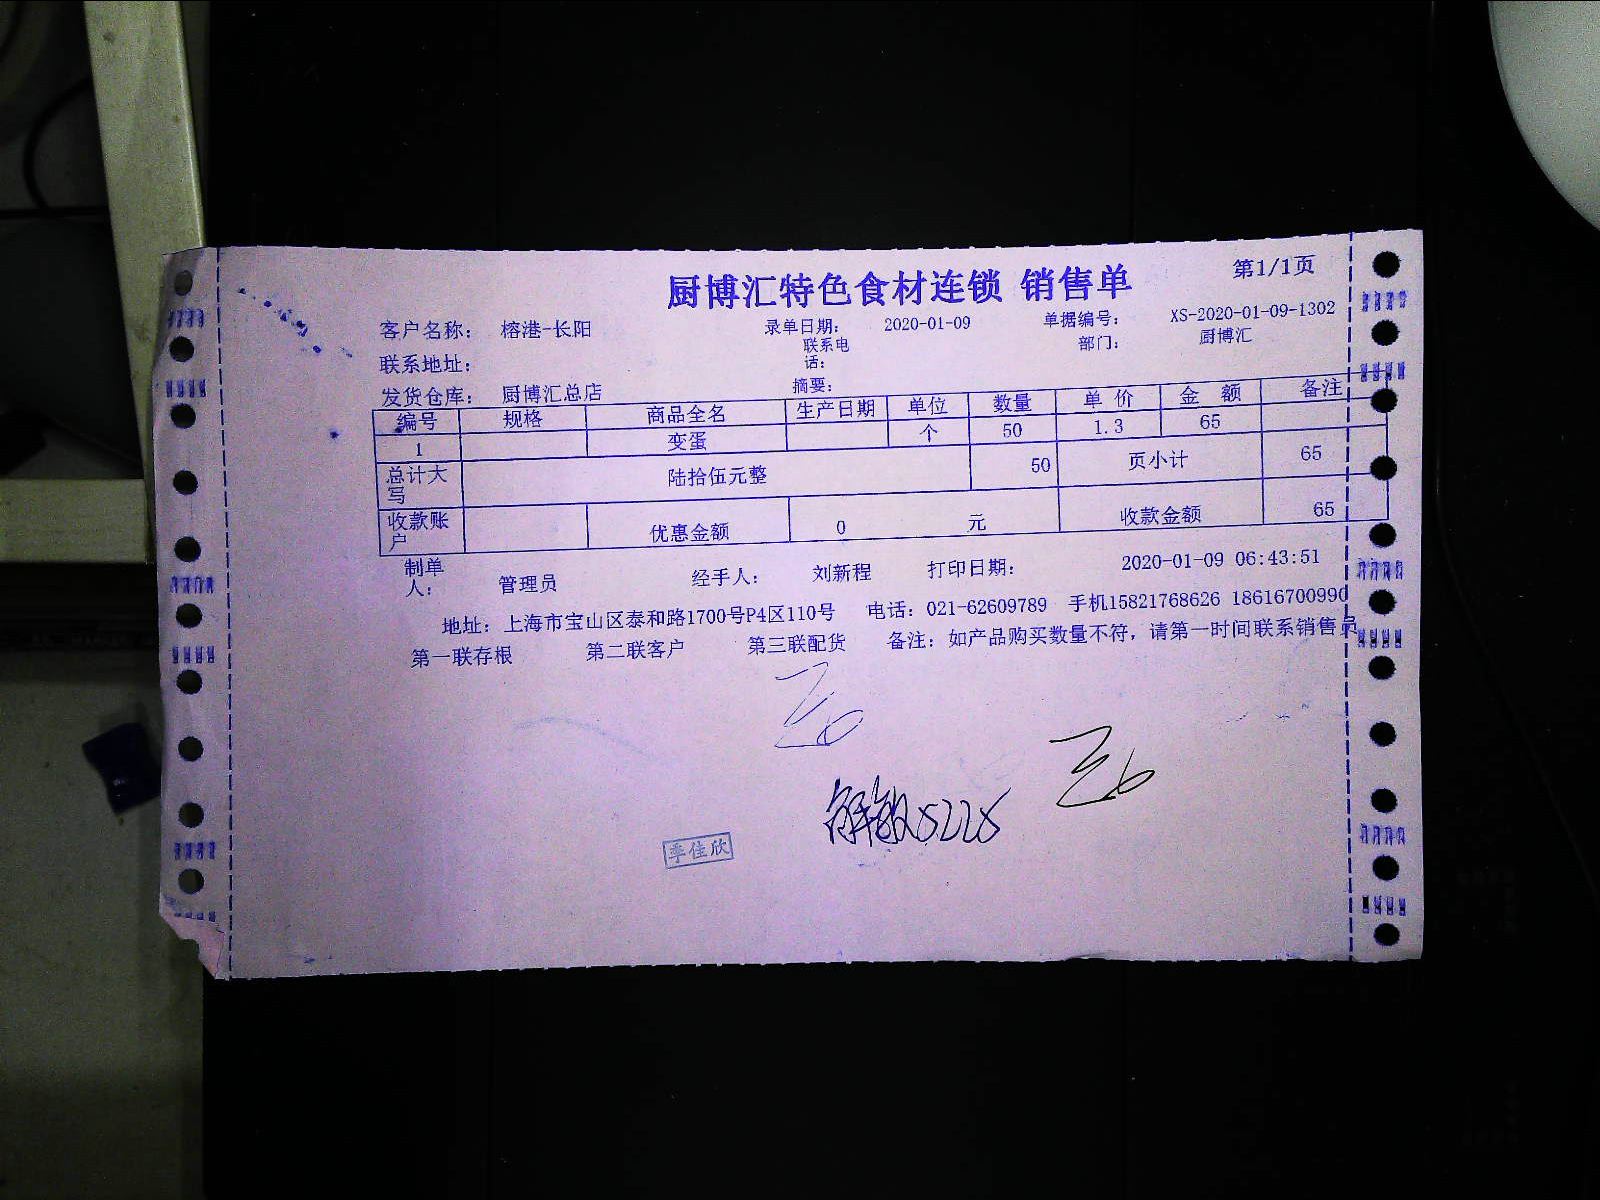 第1/1页
厨博汇特色食材连锁 销售单
客户名称： 榕港-长阳 录单日期： 2020-01-09 单据编号： XS-2020-01-09-1302
联系地址： 联系电话： 部门： 厨博汇
发货仓库： 厨博汇总店 摘要：
编号 规格 商品全名 生产日期 单位 数量 单 价 金 额 备注
1 变蛋 个 50 1.3 65
总计大写 陆拾伍元整 50 页小计 65
收款账户 优惠金额 0 元 收款金额 65
制单人： 管理员 经手人： 刘新程 打印日期： 2020-01-09 06:43:51
地址：上海市宝山区泰和路1700号P4区110号 电话：021-62609789 手机15821768626 18616700990
第一联存根 第二联客户 第三联配货 备注：如产品购买数量不符，请第一时间联系销售员
季佳欣